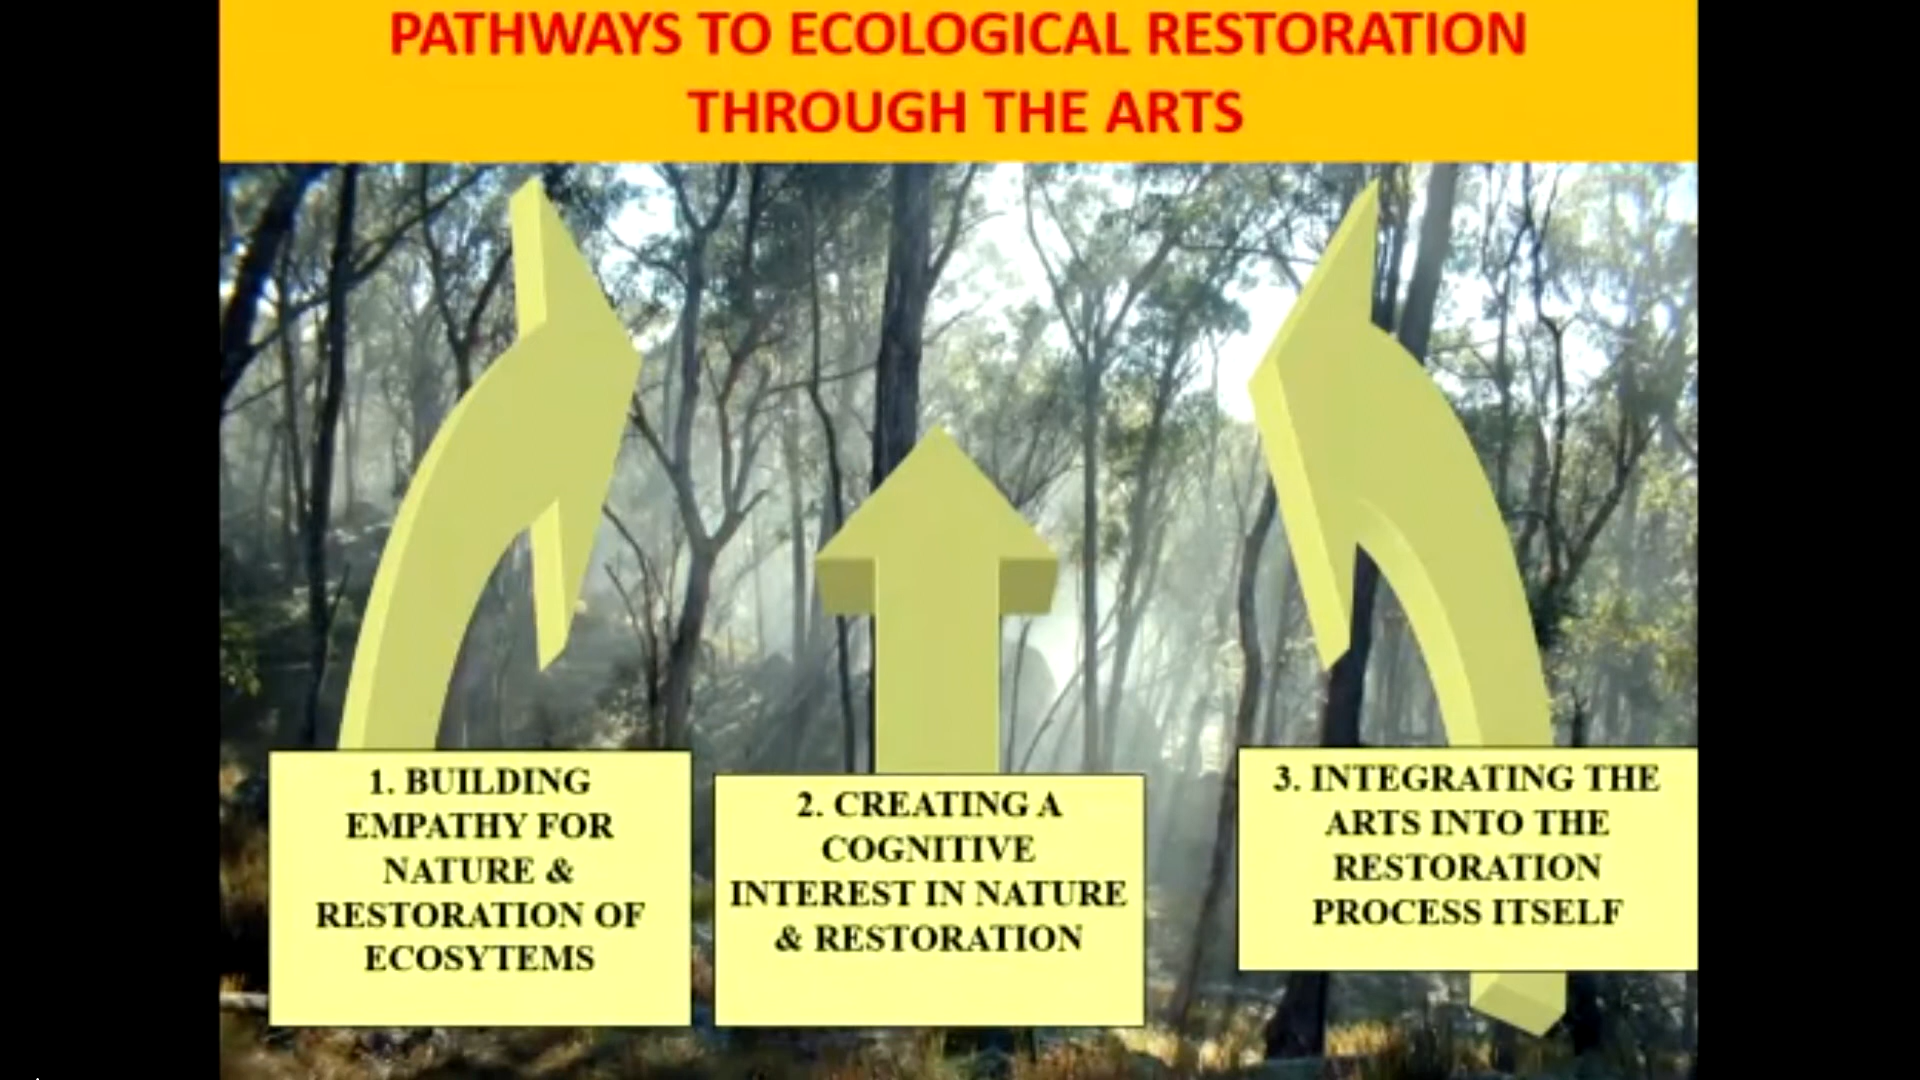 PATHWAYS TO ECOLOGICAL RESTORATION
THROUGH THE ARTS
1. BUILDING
EMPATHY FOR
NATURE &
RESTORATION OF
ECOSYTEMS
2. CREATING A
COGNITIVE
INTEREST IN NATURE
& RESTORATION
3. INTEGRATING THE
ARTS INTO THE
RESTORATION
PROCESS ITSELF